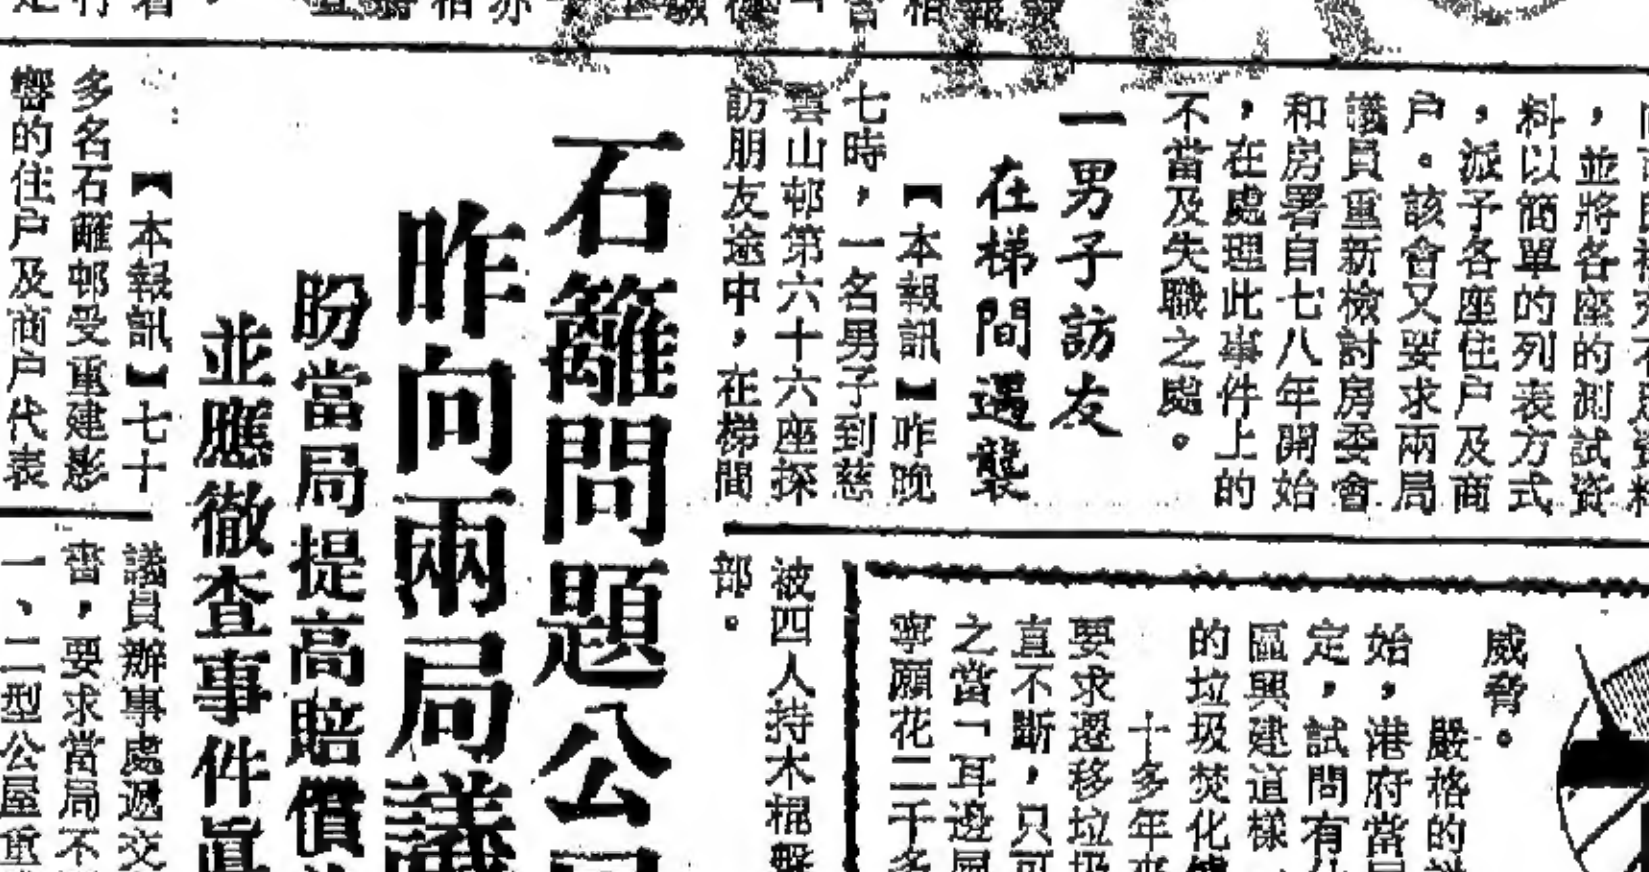 ，並將各座的測試資
料以簡單的列表方式
，派予各座住戶及商
戶。該會又要求兩局
議員重新檢討房委會
和房署自七八年開始
，在處理此事件上的
不當及失職之處。
一男子訪友
在梯間遇襲
【本報訊】昨晚
七時，一名男子到慈
雲山邨第六十六座探
訪朋友途中，在梯間
被四人持木棍擊
部。
石籬問題公
昨向兩局議
盼當局提高賠償
並應徹查事件眞
【本報訊】七十
多名石籬邨受重建影
響的住戶及商戶代表
議員辦事處遞交
書，要求當局不
一、二型公屋重
威脅。
嚴格的
始，港府當局
定，試問有
區興建道樣
的垃圾焚化爐
十多年來
要求遷移垃圾
直不斷，只可
之當「耳邊風
寧願花二千多